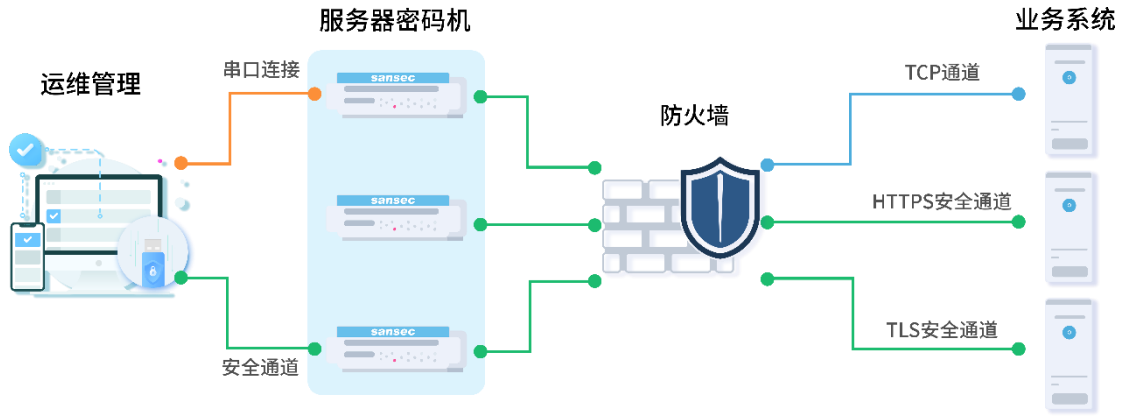 服务器密码机
业务系统
运维管理
串口连接
sansec
TCP通道
防火墙
sansec
HTTPS安全通道
sansec
TLS安全通道
安全通道